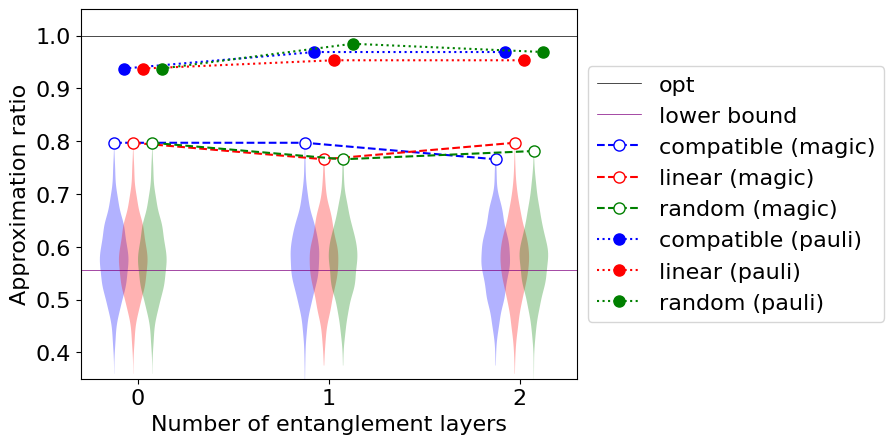 Approximation ratio
1.0
0.9
0.8
0.7
0.6
0.5
0.4
0
1
2
Number of entanglement layers
opt
lower bound
compatible (magic)
linear (magic)
random (magic)
compatible (pauli)
linear (pauli)
random (pauli)